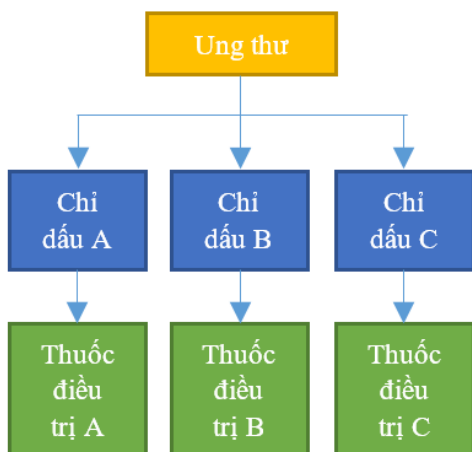 Ung thư
Chỉ
dấu A
Chỉ
dấu B
Chỉ
dấu C
Thuốc
điều
trị A
Thuốc
điều
trị B
Thuốc
điều
trị C